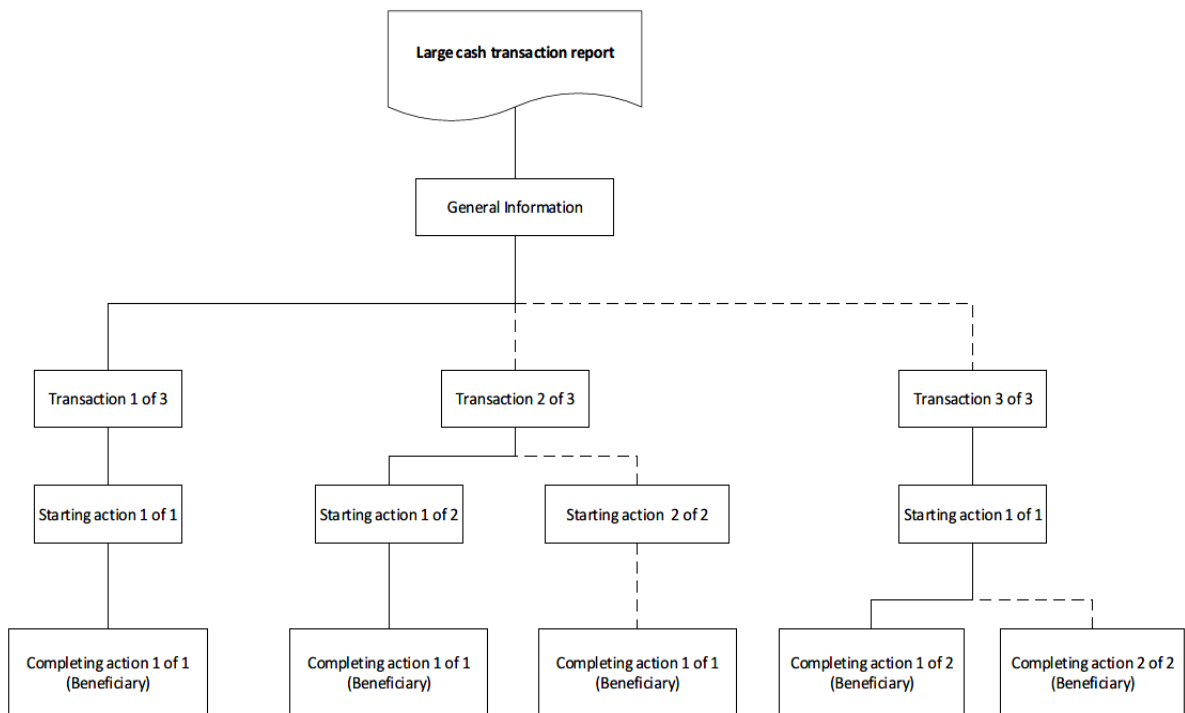 Large cash transaction report
General Information
Transaction 1 of 3
Transaction 2 of 3
Transaction 3 of 3
Starting action 1 of 1
Starting action 1 of 2
Starting action 2 of 2
Starting action 1 of 1
Completing action 1 of 1
(Beneficiary)
Completing action 1 of 1
(Beneficiary)
Completing action 1 of 1
(Beneficiary)
Completing action 1 of 2
(Beneficiary)
Completing action 2 of 2
(Beneficiary)